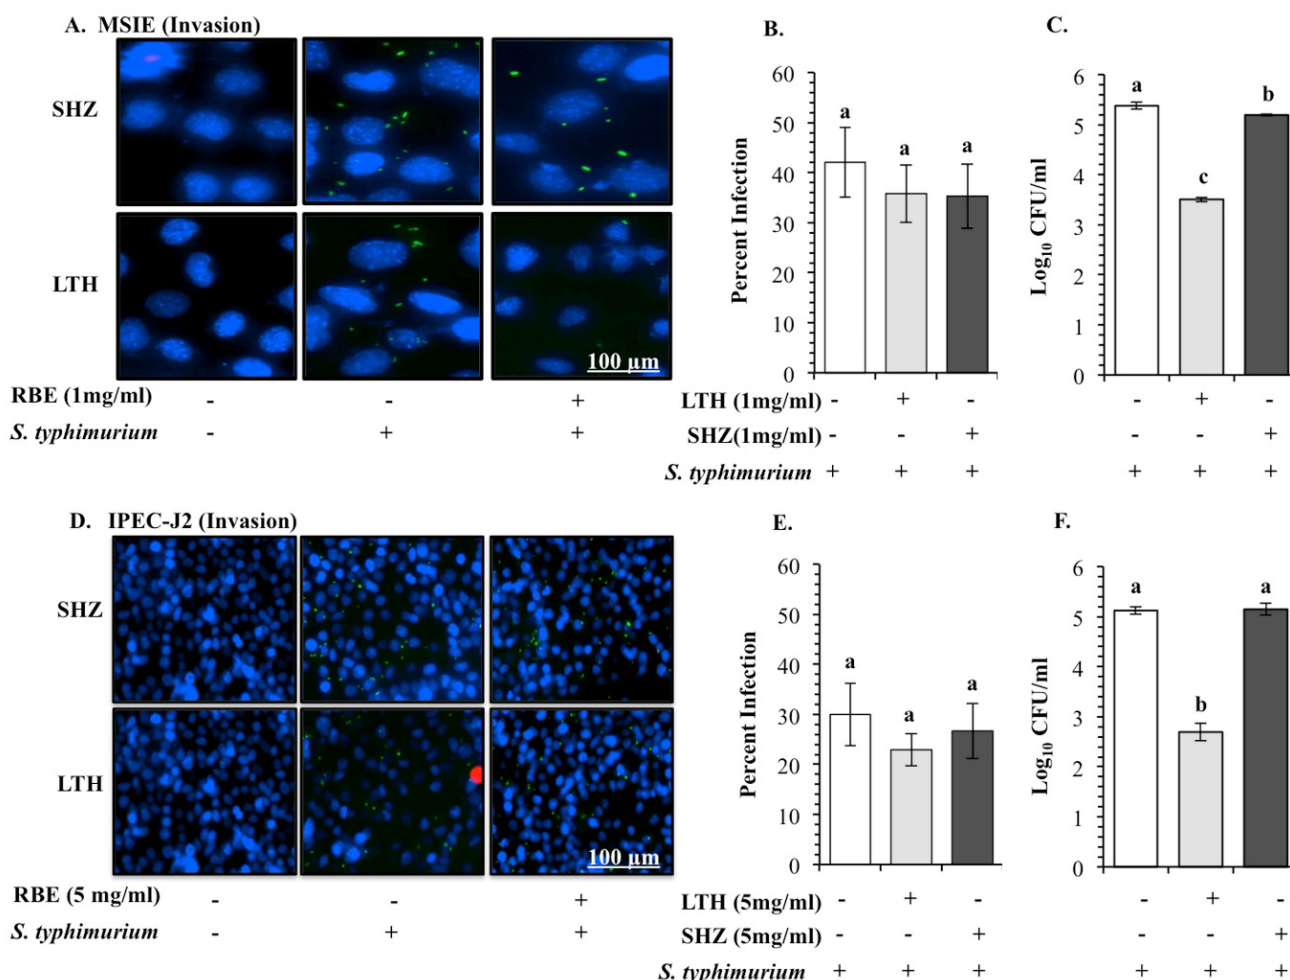 A. MSIE (Invasion)
SHZ
LTH
100 µm
RBE (1mg/ml) - - +
S. typhimurium - + +
B.
Percent Infection
60
50
40
30
20
10
0
a a a
LTH (1mg/ml) - + -
SHZ(1mg/ml) - - +
S. typhimurium + + +
C.
Log10 CFU/ml
6
5
4
3
2
1
0
a c b
- + -
- - +
+ + +
D. IPEC-J2 (Invasion)
SHZ
LTH
100 µm
RBE (5 mg/ml) - - +
S. typhimurium - + +
E.
Percent Infection
60
50
40
30
20
10
0
a a a
LTH (5mg/ml) - + -
SHZ (5mg/ml) - - +
S. typhimurium + + +
F.
Log10 CFU/ml
6
5
4
3
2
1
0
a b a
- + -
- - +
+ + +